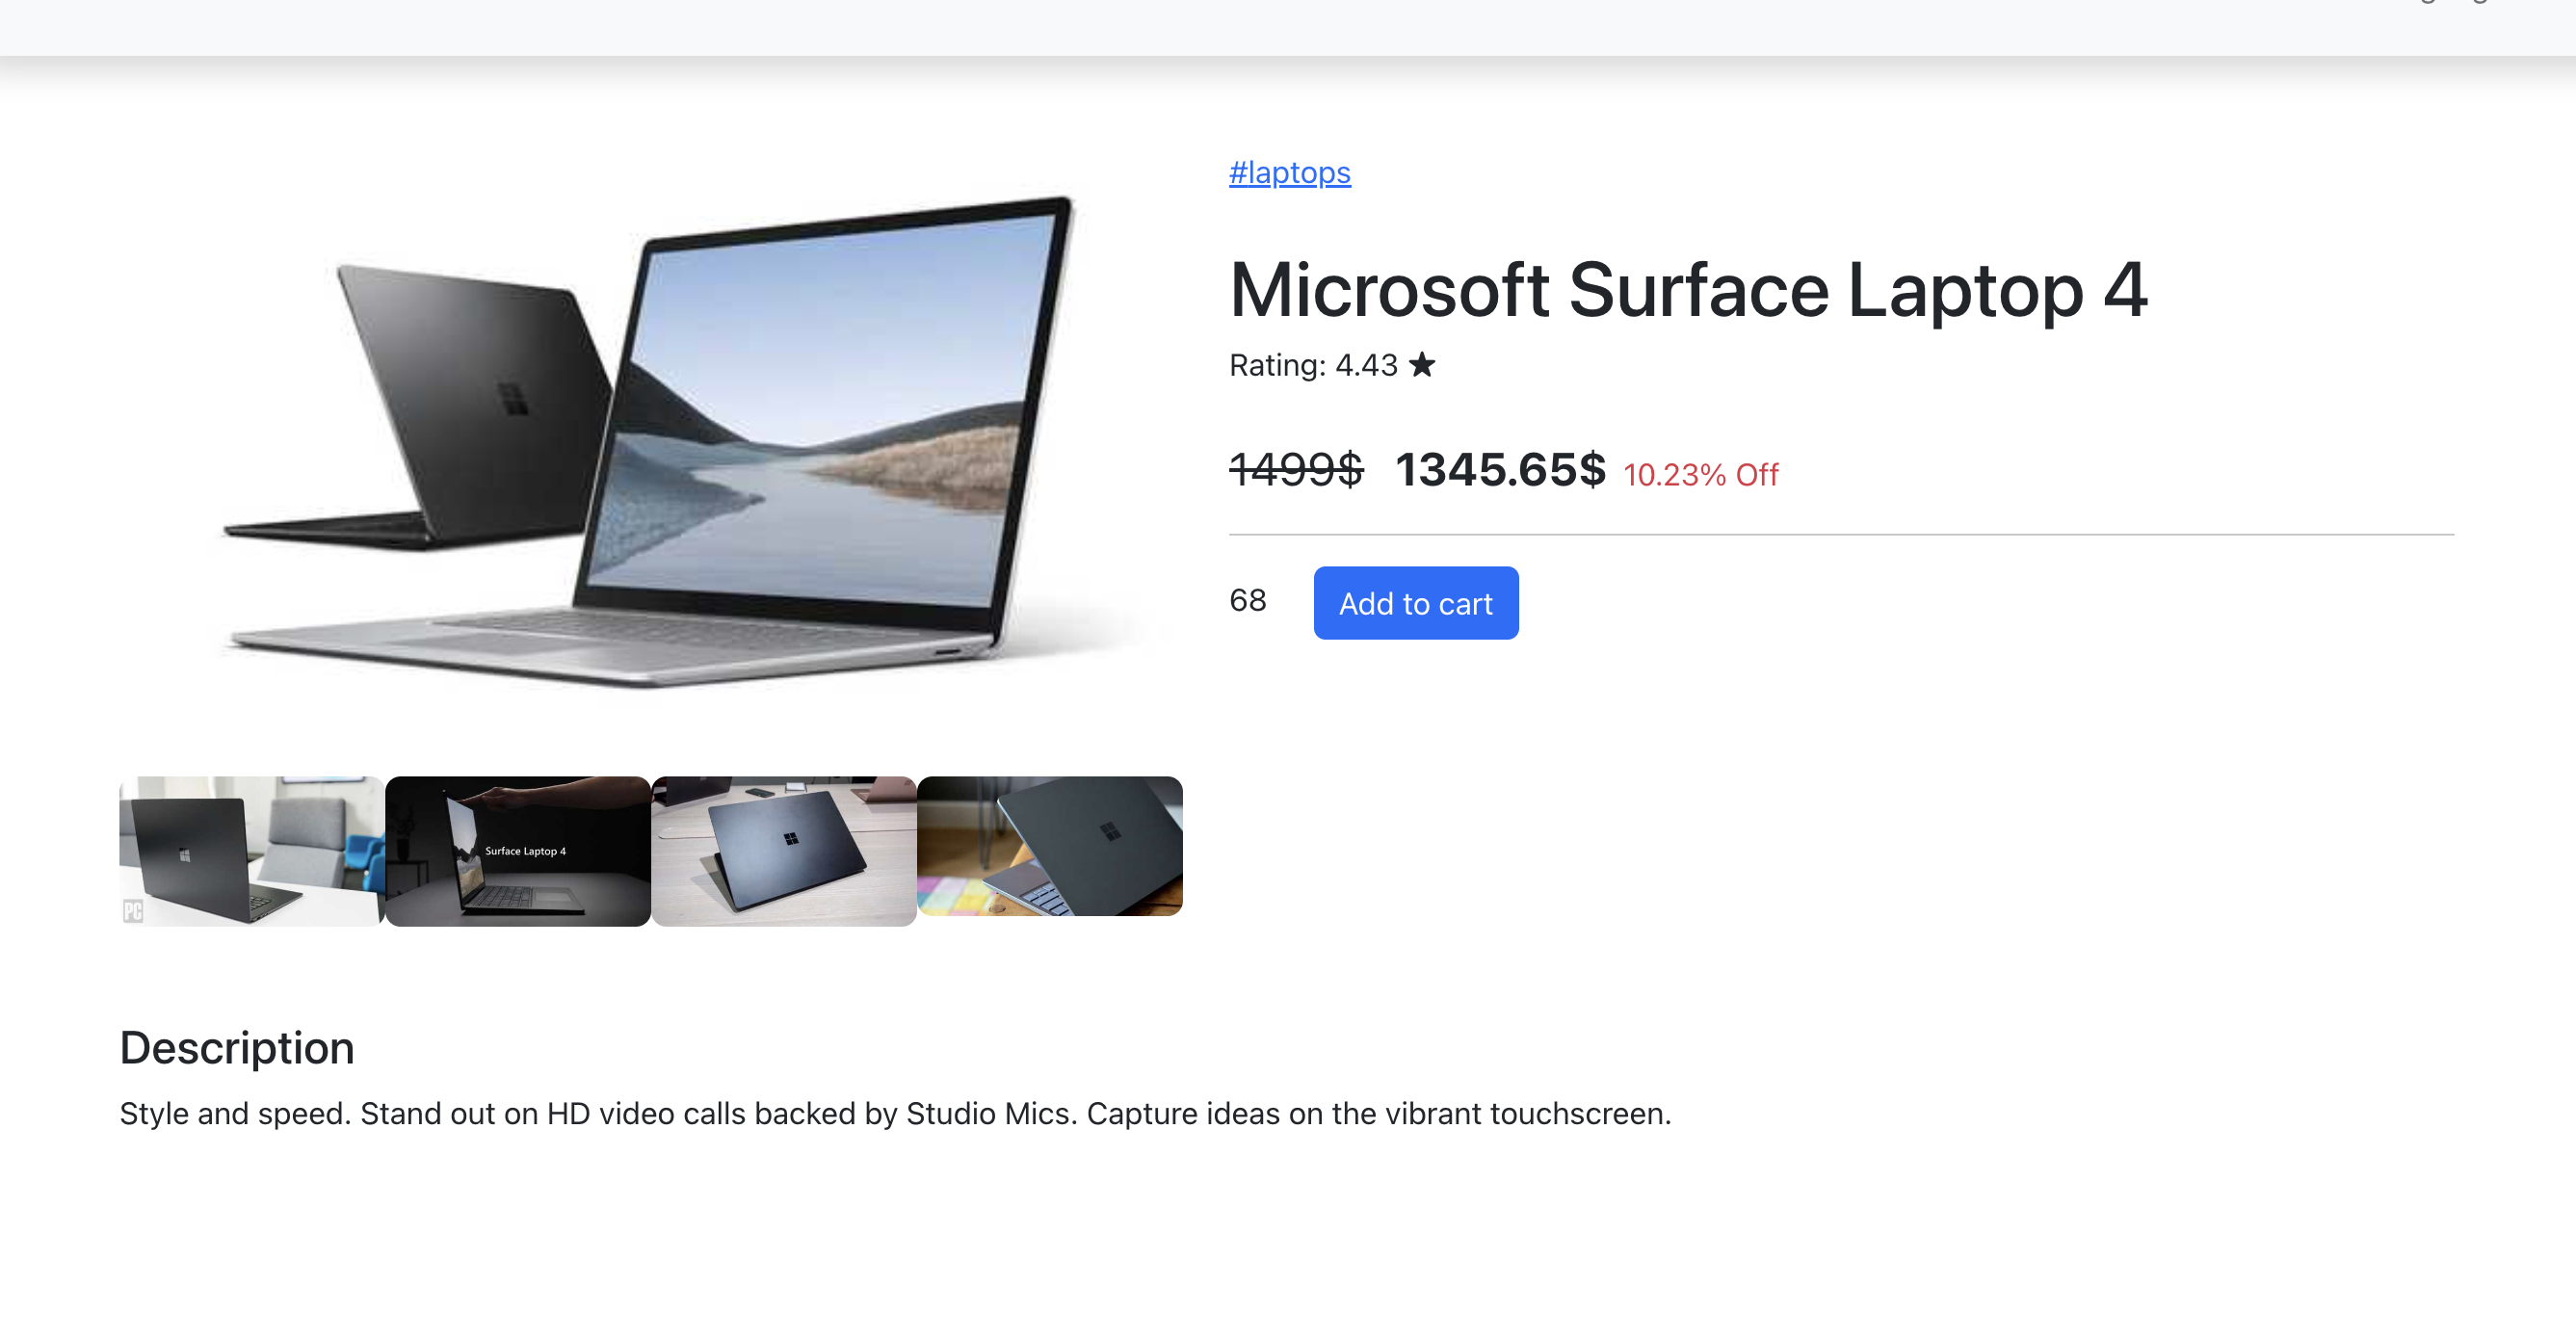 #laptops
Microsoft Surface Laptop 4
Rating: 4.43 ★
1499$ 1345.65$ 10.23% Off
68 Add to cart
PC
Surface Laptop 4
Description
Style and speed. Stand out on HD video calls backed by Studio Mics. Capture ideas on the vibrant touchscreen.